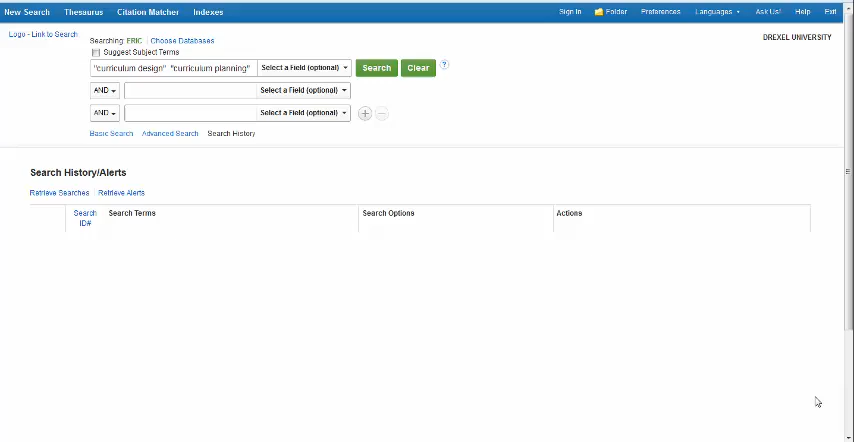 New Search Thesaurus Citation Matcher Indexes Sign In Folder Preferences Languages Ask Us! Help Exit
Logo - Link to Search
DREXEL UNIVERSITY
Searching: ERIC Choose Databases
Suggest Subject Terms
"curriculum design" "curriculum planning" Select a Field (optional) Search Clear ?
AND Select a Field (optional)
AND Select a Field (optional) + −
Basic Search Advanced Search Search History
Search History/Alerts
Retrieve Searches Retrieve Alerts
Search Search Terms Search Options Actions
ID#